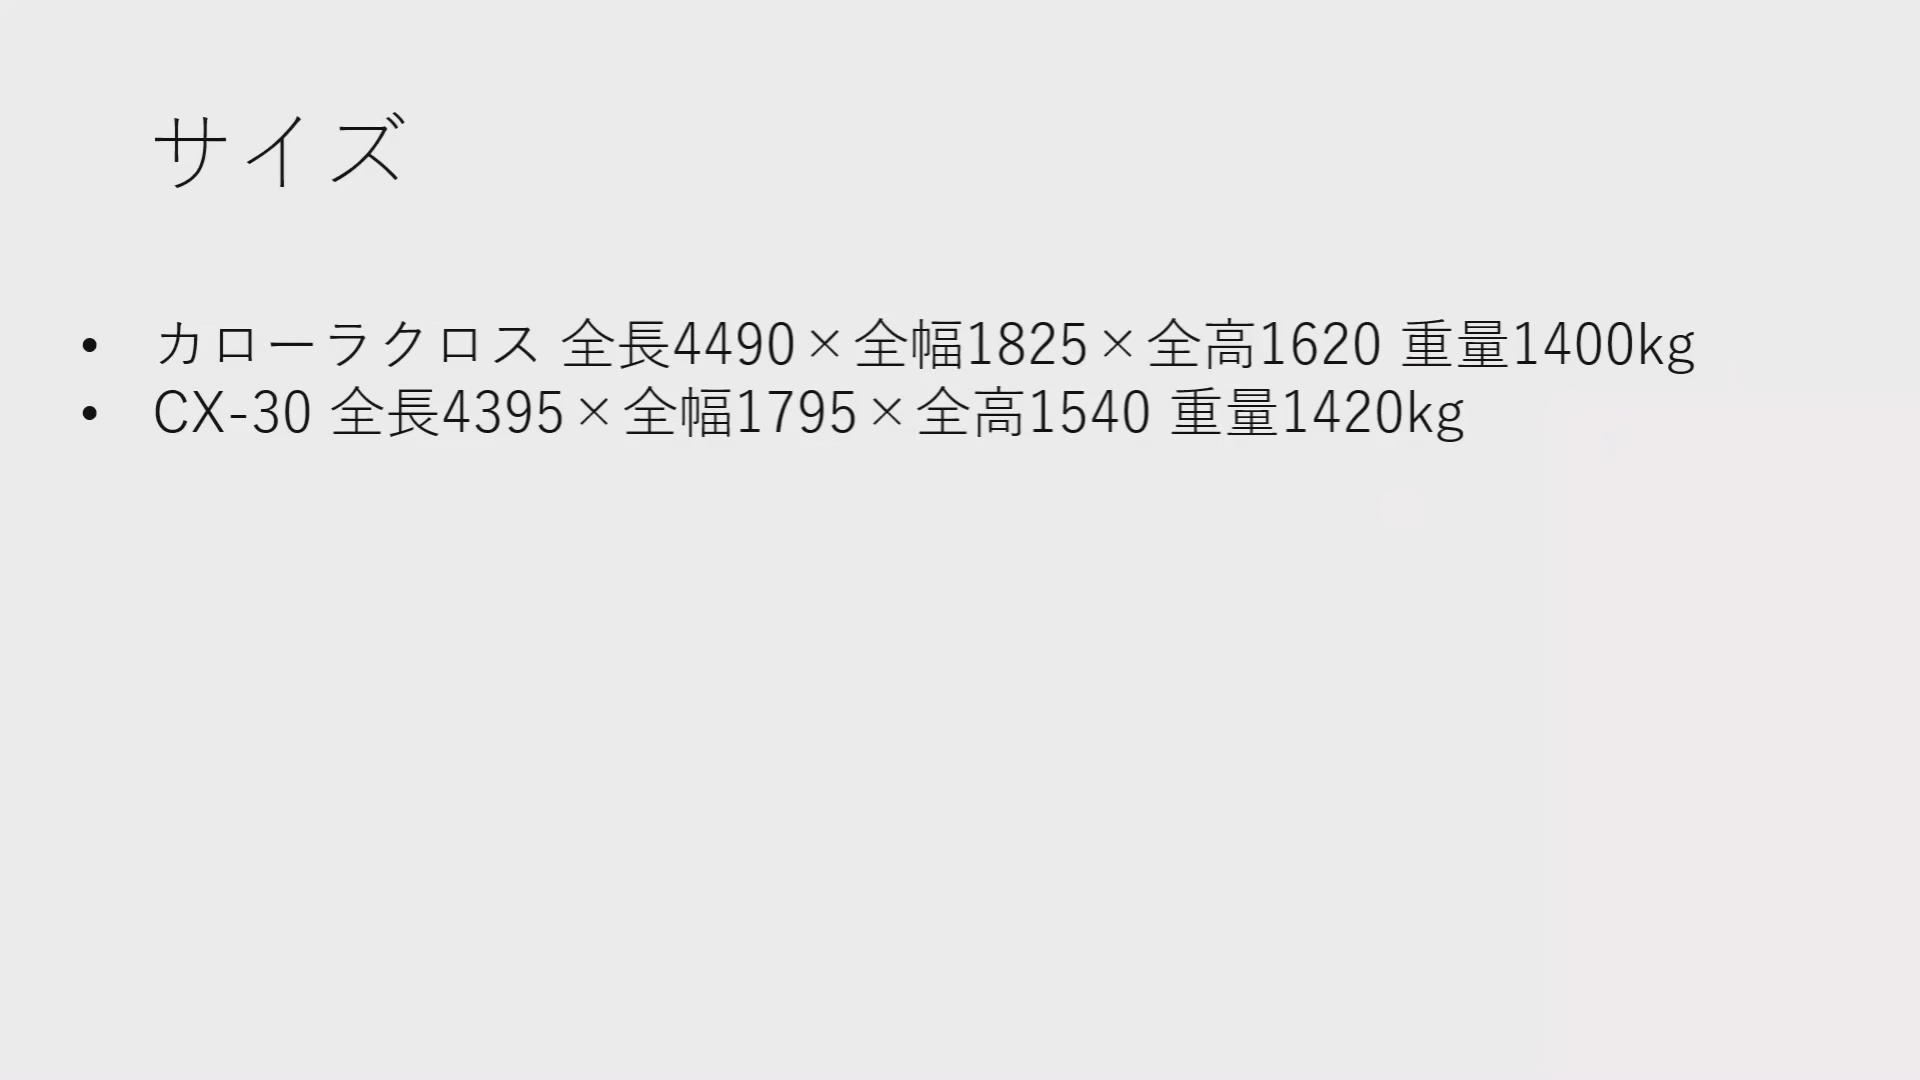 サイズ
• カローラクロス 全長4490×全幅1825×全高1620 重量1400kg
• CX-30 全長4395×全幅1795×全高1540 重量1420kg